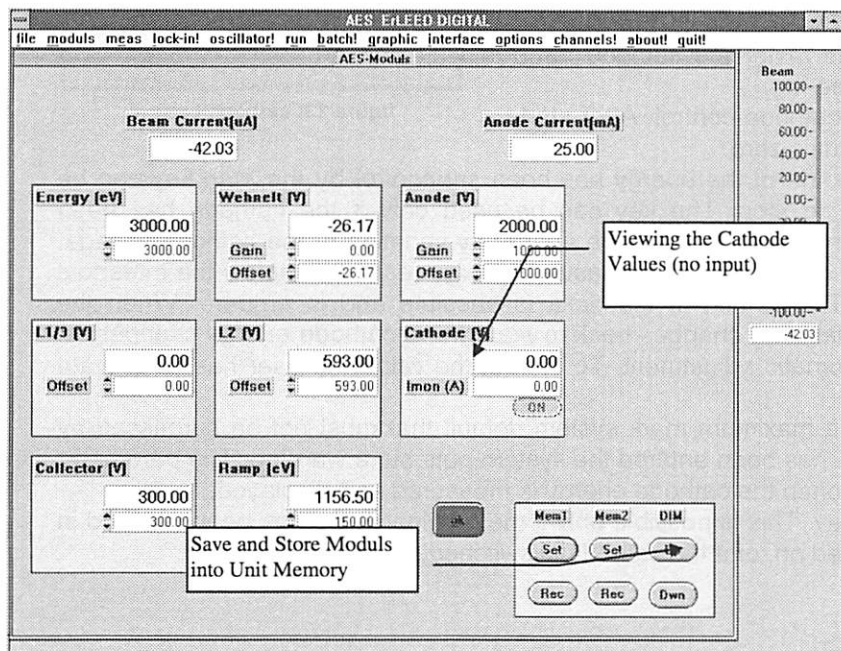 AES ErLEED DIGITAL
file moduls meas lock-in! oscillator! run batch! graphic interface options channels! about! quit!
AES-Moduls
Beam
100.00
80.00
60.00
40.00
20.00
0.00
Beam Current[uA]
-42.03
Anode Current[mA]
25.00
Energy [eV]
3000.00
3000.00
Wehnelt [V]
-26.17
Gain 0.00
Offset -26.17
Anode [V]
2000.00
Gain 1000.00
Offset 1000.00
Viewing the Cathode
Values (no input)
-100.00
-42.03
L1/3 [V]
0.00
Offset 0.00
L2 [V]
593.00
Offset 593.00
Cathode [V]
0.00
Imon (A) 0.00
ON
Collector [V]
300.00
300.00
Ramp [eV]
1156.50
150.00
Save and Store Moduls
into Unit Memory
ok
Mem1 Mem2 DIM
Set Set
Rec Rec Dwn